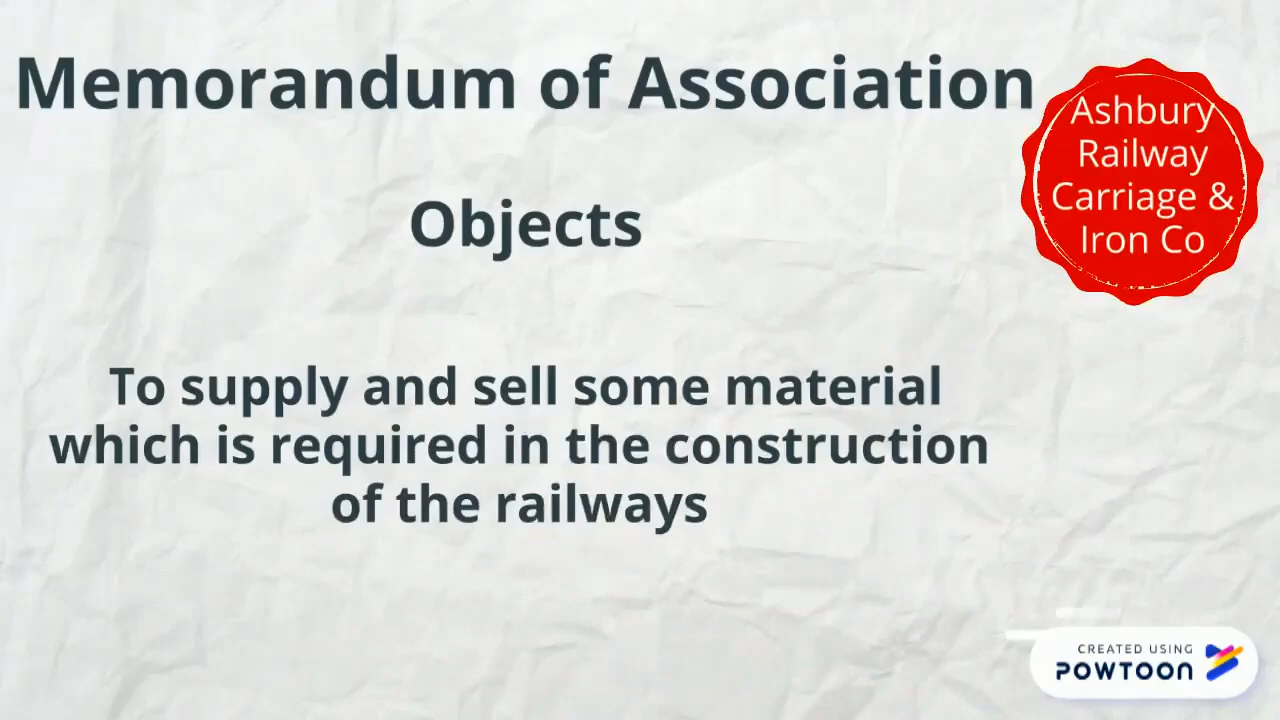 Memorandum of Association
Ashbury
Railway
Carriage &
Iron Co
Objects
To supply and sell some material
which is required in the construction
of the railways
CREATED USING
POWTOON